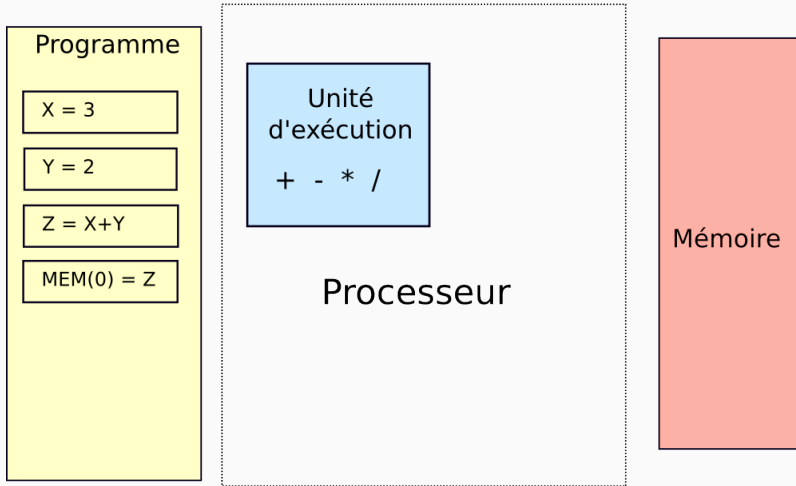 Programme
X = 3
Y = 2
Z = X+Y
MEM(0) = Z
Unité
d'exécution
+ - * /
Processeur
Mémoire